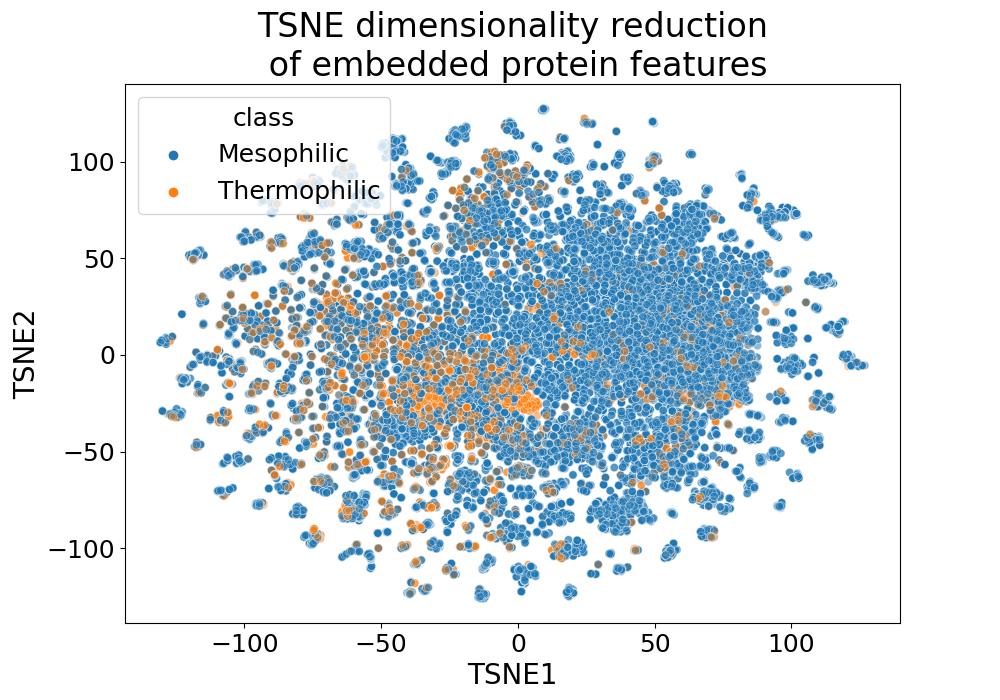 TSNE dimensionality reduction
of embedded protein features
class
Mesophilic
Thermophilic
100
50
0
−50
−100
TSNE2
−100
−50
0
50
100
TSNE1